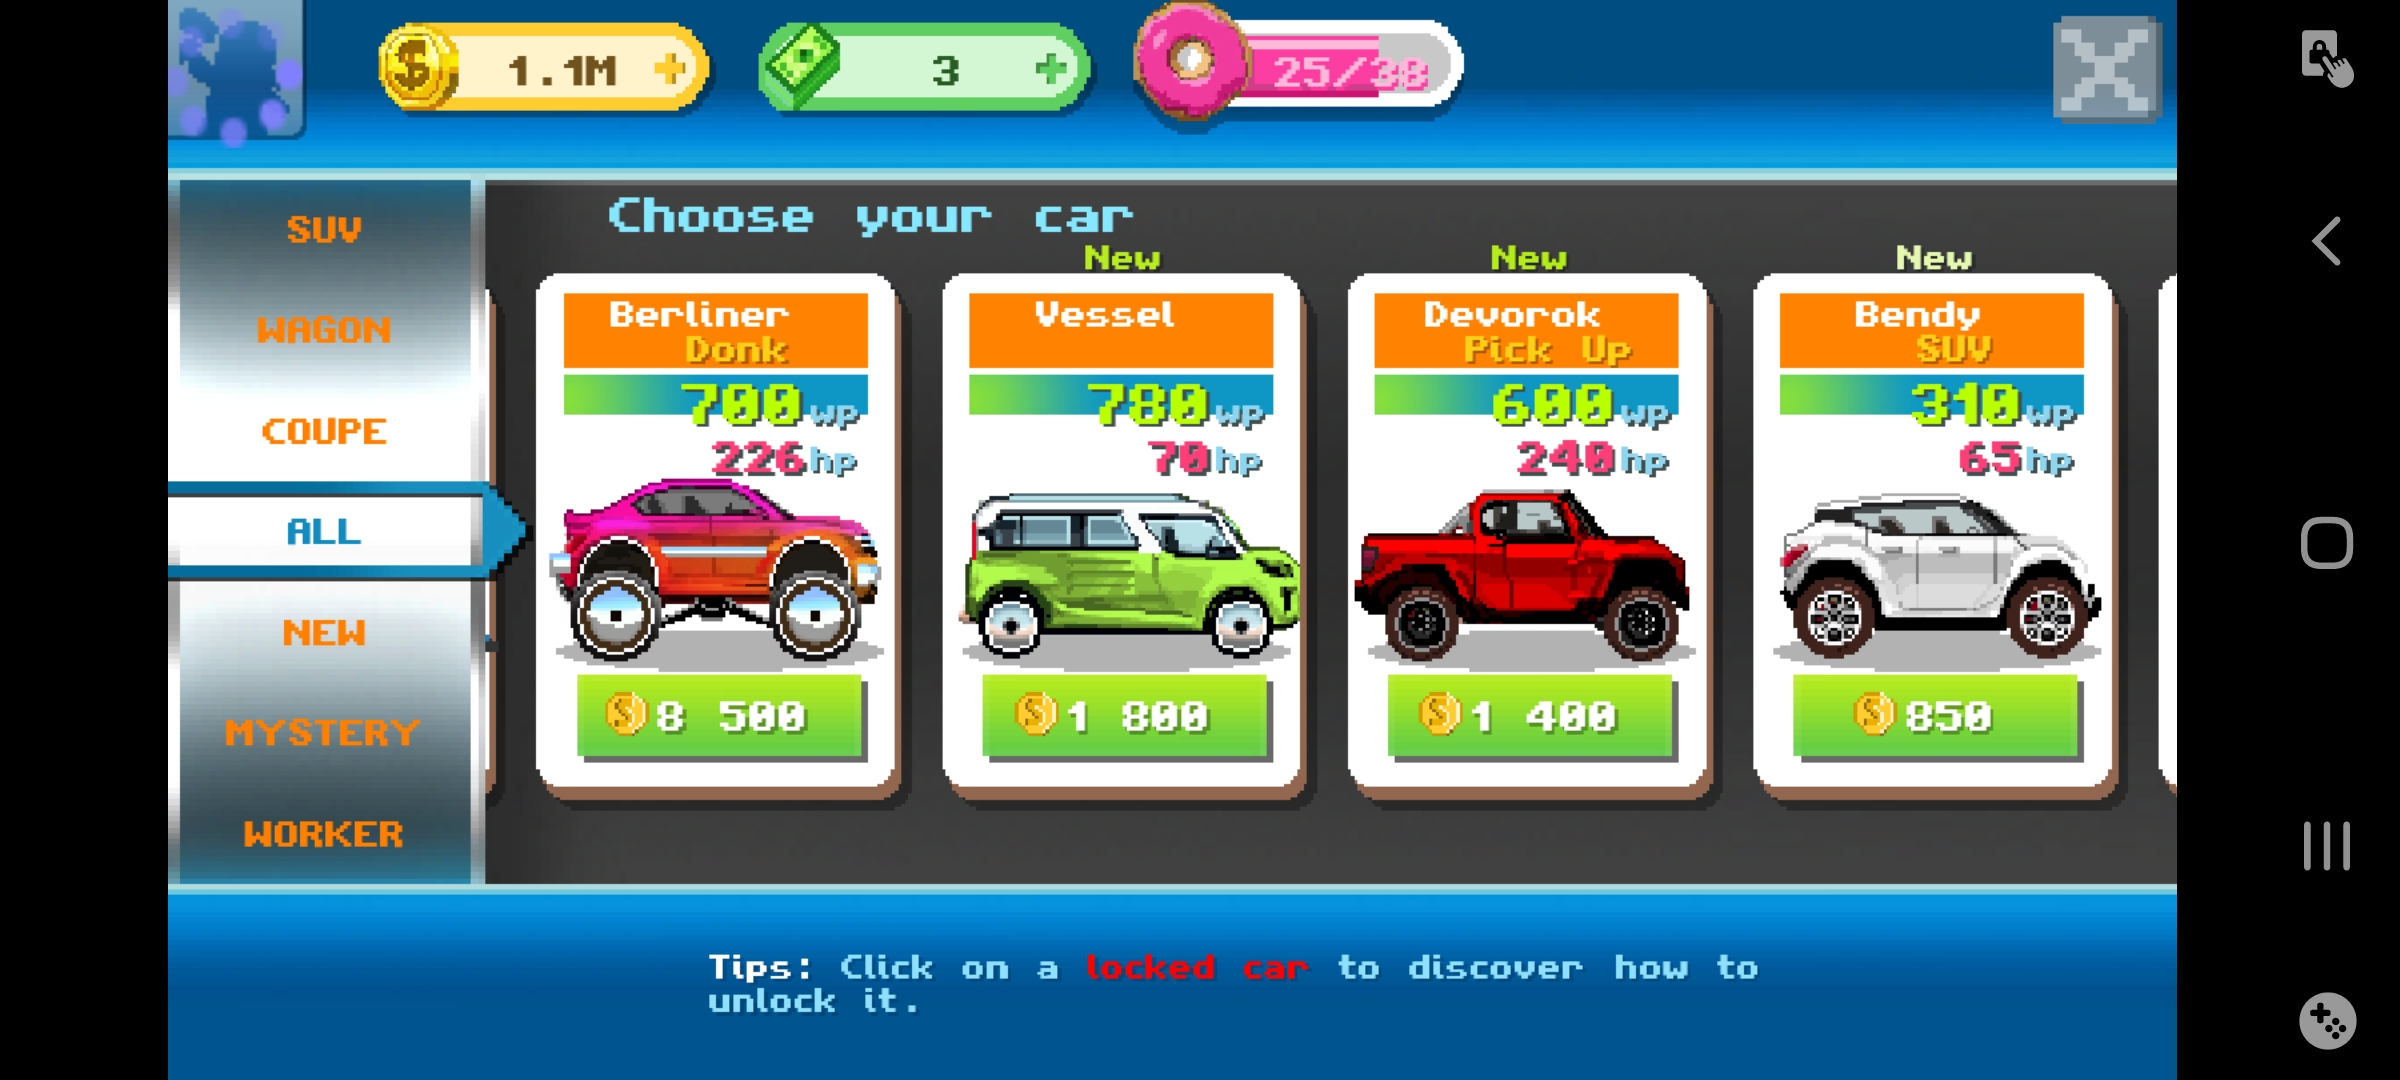 1.1M
3
25/38
SUV
WAGON
COUPE
ALL
NEW
MYSTERY
WORKER
Choose your car
Berliner
Donk
700 wp
226 hp
8 500
New
Vessel
780 wp
70 hp
1 800
New
Devorok
Pick Up
600 wp
240 hp
1 400
New
Bendy
SUV
310 wp
65 hp
850
Tips: Click on a locked car to discover how to
unlock it.